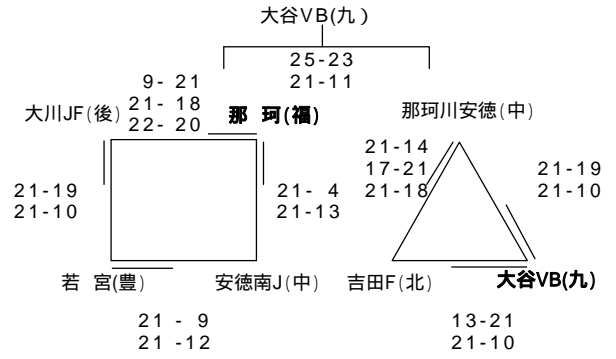 大谷VB(九)
25-23
21-11
9- 21
21- 18
22- 20
大川JF(後)
那 珂(福)
那珂川安徳(中)
21-14
17-21
21-18
21-19
21-10
21-19
21-10
21- 4
21-13
若 宮(豊)
安徳南J(中)
吉田F(北)
大谷VB(九)
21 - 9
21 -12
13-21
21-10